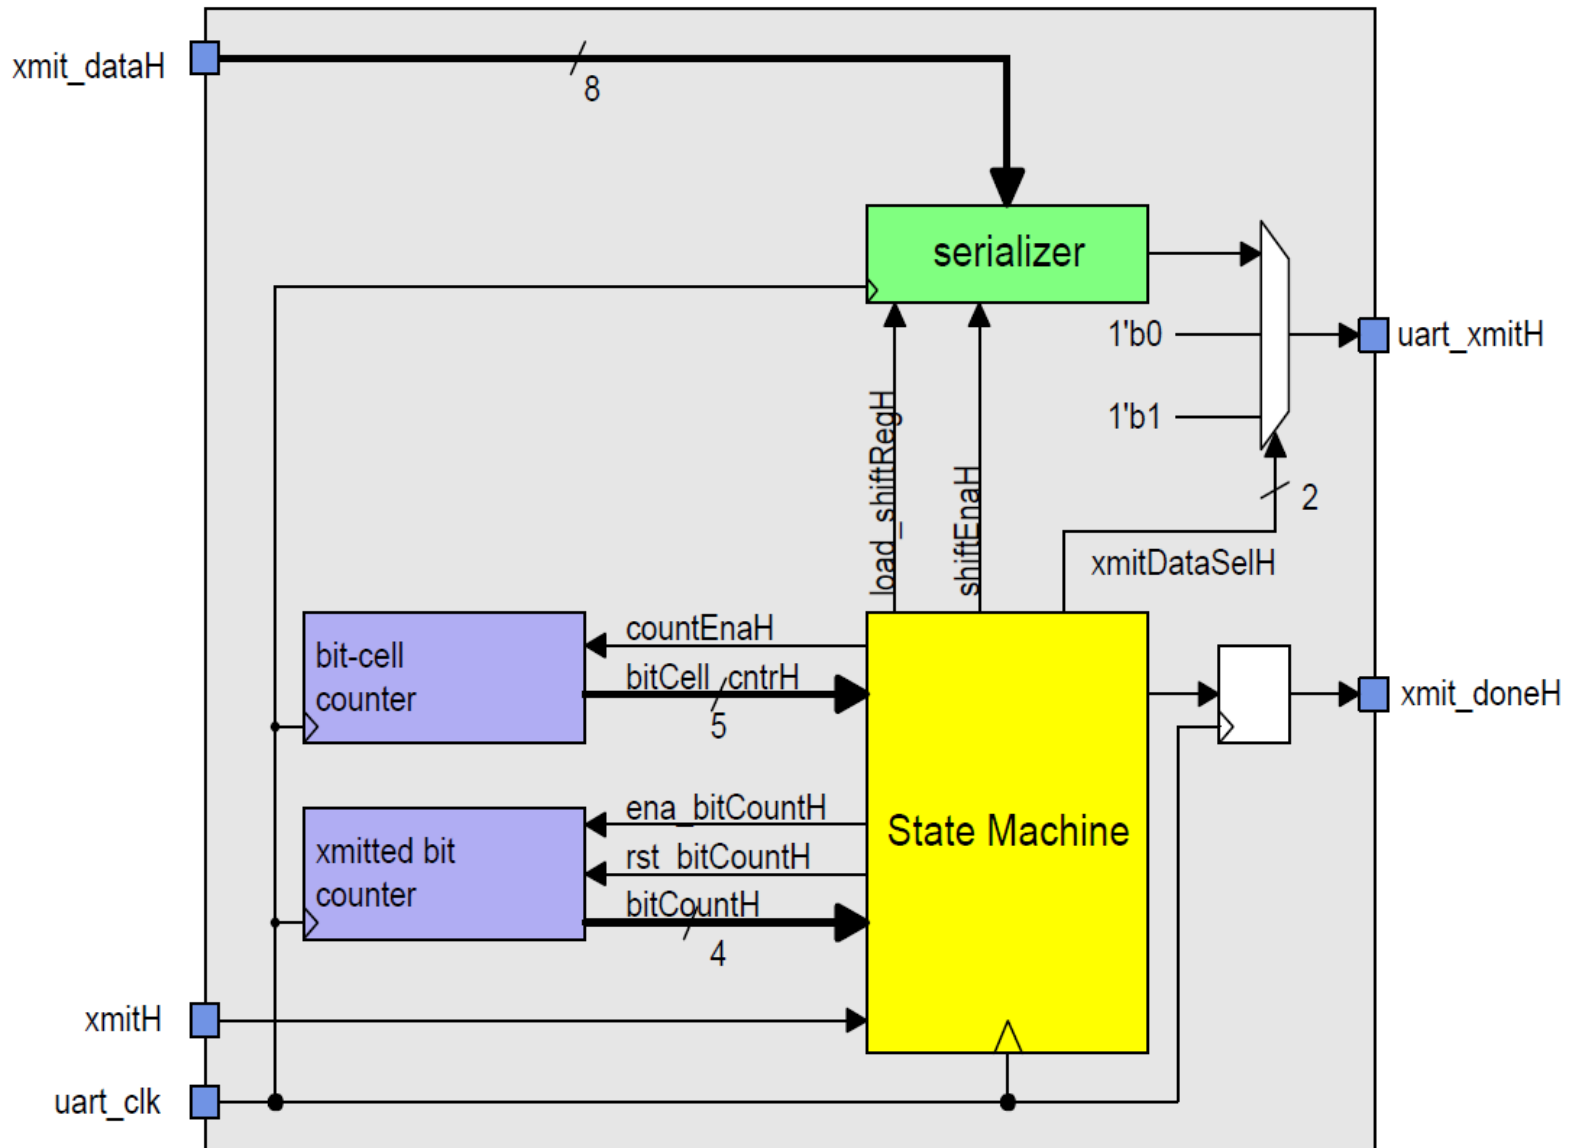 xmit_dataH
8
serializer
1'b0
uart_xmitH
1'b1
load_shiftRegH
shiftEnaH
2
xmitDataSelH
bit-cell
counter
countEnaH
bitCell_cntrH
5
xmit_doneH
xmitted bit
counter
ena_bitCountH
rst_bitCountH
bitCountH
4
State Machine
xmitH
uart_clk